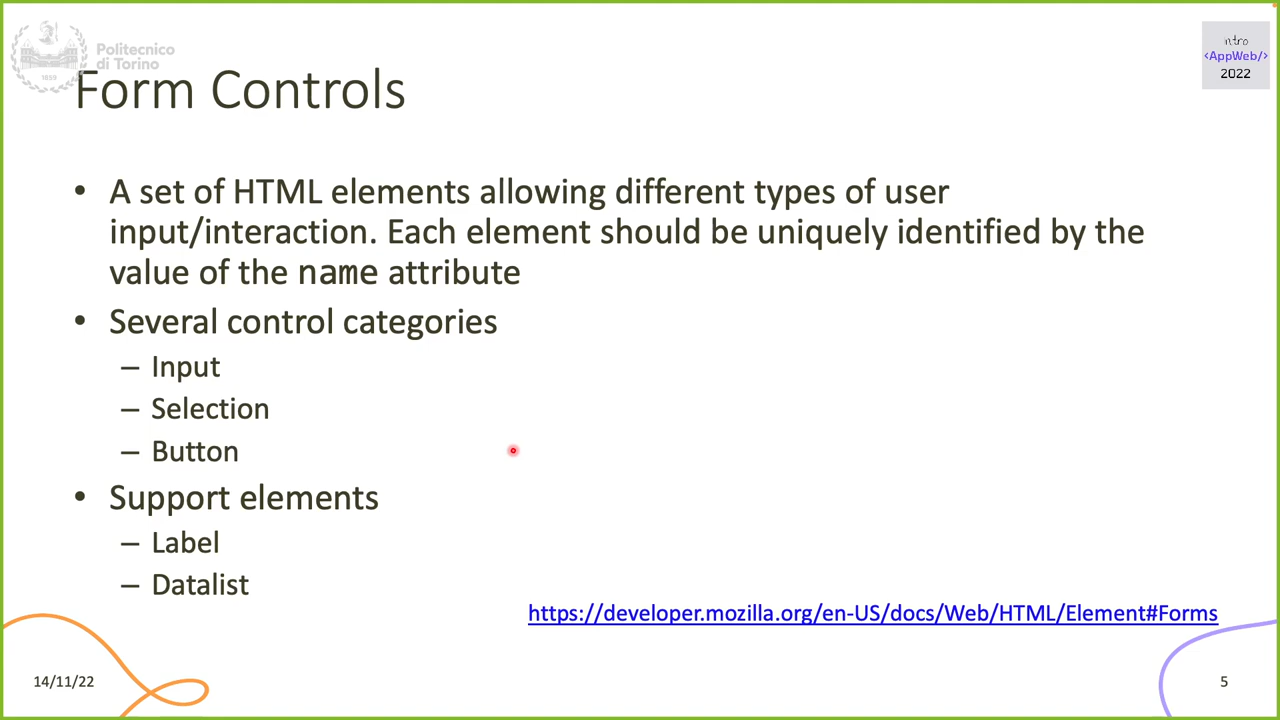 Politecnico
di Torino
1859
intro
<AppWeb/>
2022
Form Controls
• A set of HTML elements allowing different types of user
input/interaction. Each element should be uniquely identified by the
value of the name attribute
• Several control categories
– Input
– Selection
– Button
• Support elements
– Label
– Datalist
https://developer.mozilla.org/en-US/docs/Web/HTML/Element#Forms
14/11/22
5